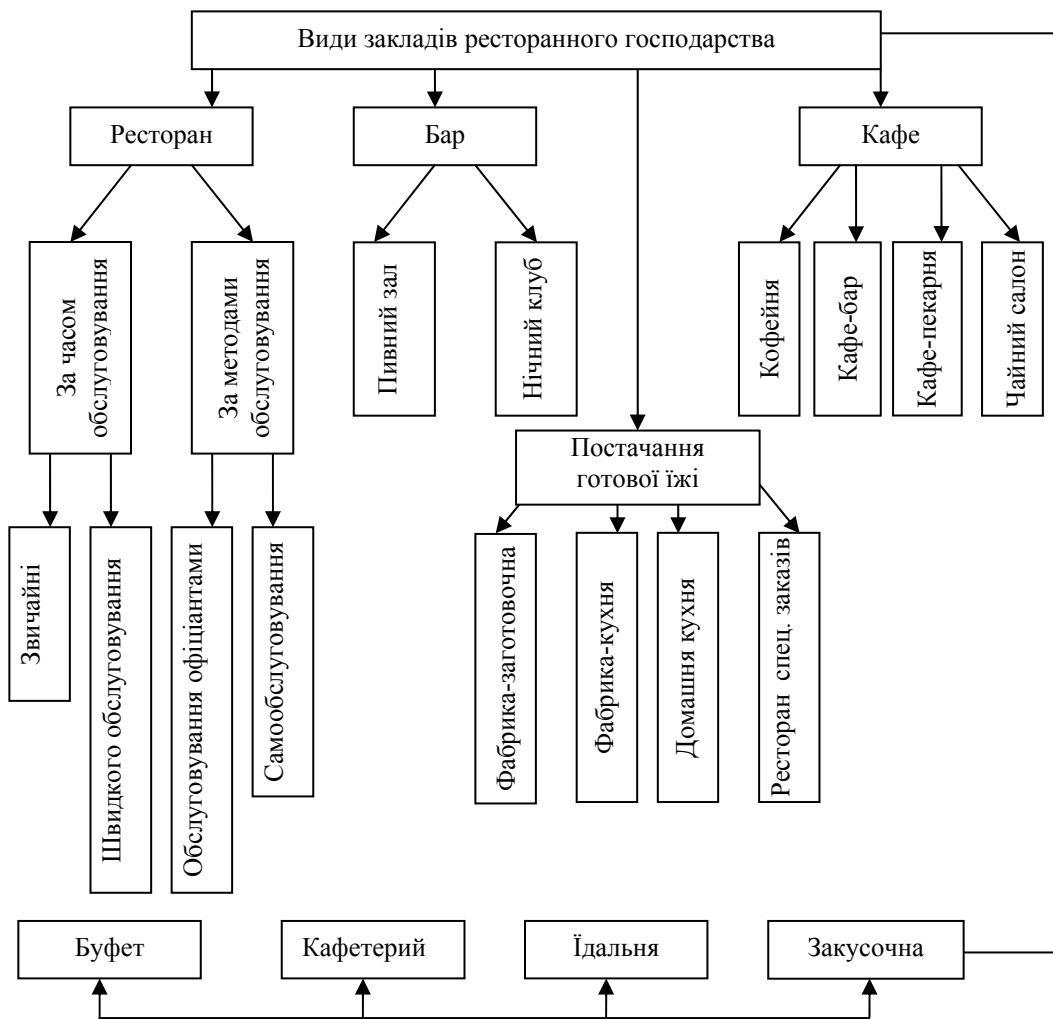 Види закладів ресторанного господарства
Ресторан
Бар
Кафе
За часом
обслуговування
За методами
обслуговування
Пивний зал
Нічний клуб
Кофейня
Кафе-бар
Кафе-пекарня
Чайний салон
Постачання
готової їжі
Звичайні
Швидкого обслуговування
Обслуговування офіціантами
Самообслуговування
Фабрика-заготовочна
Фабрика-кухня
Домашня кухня
Ресторан спец. заказів
Буфет
Кафетерий
Їдальня
Закусочна